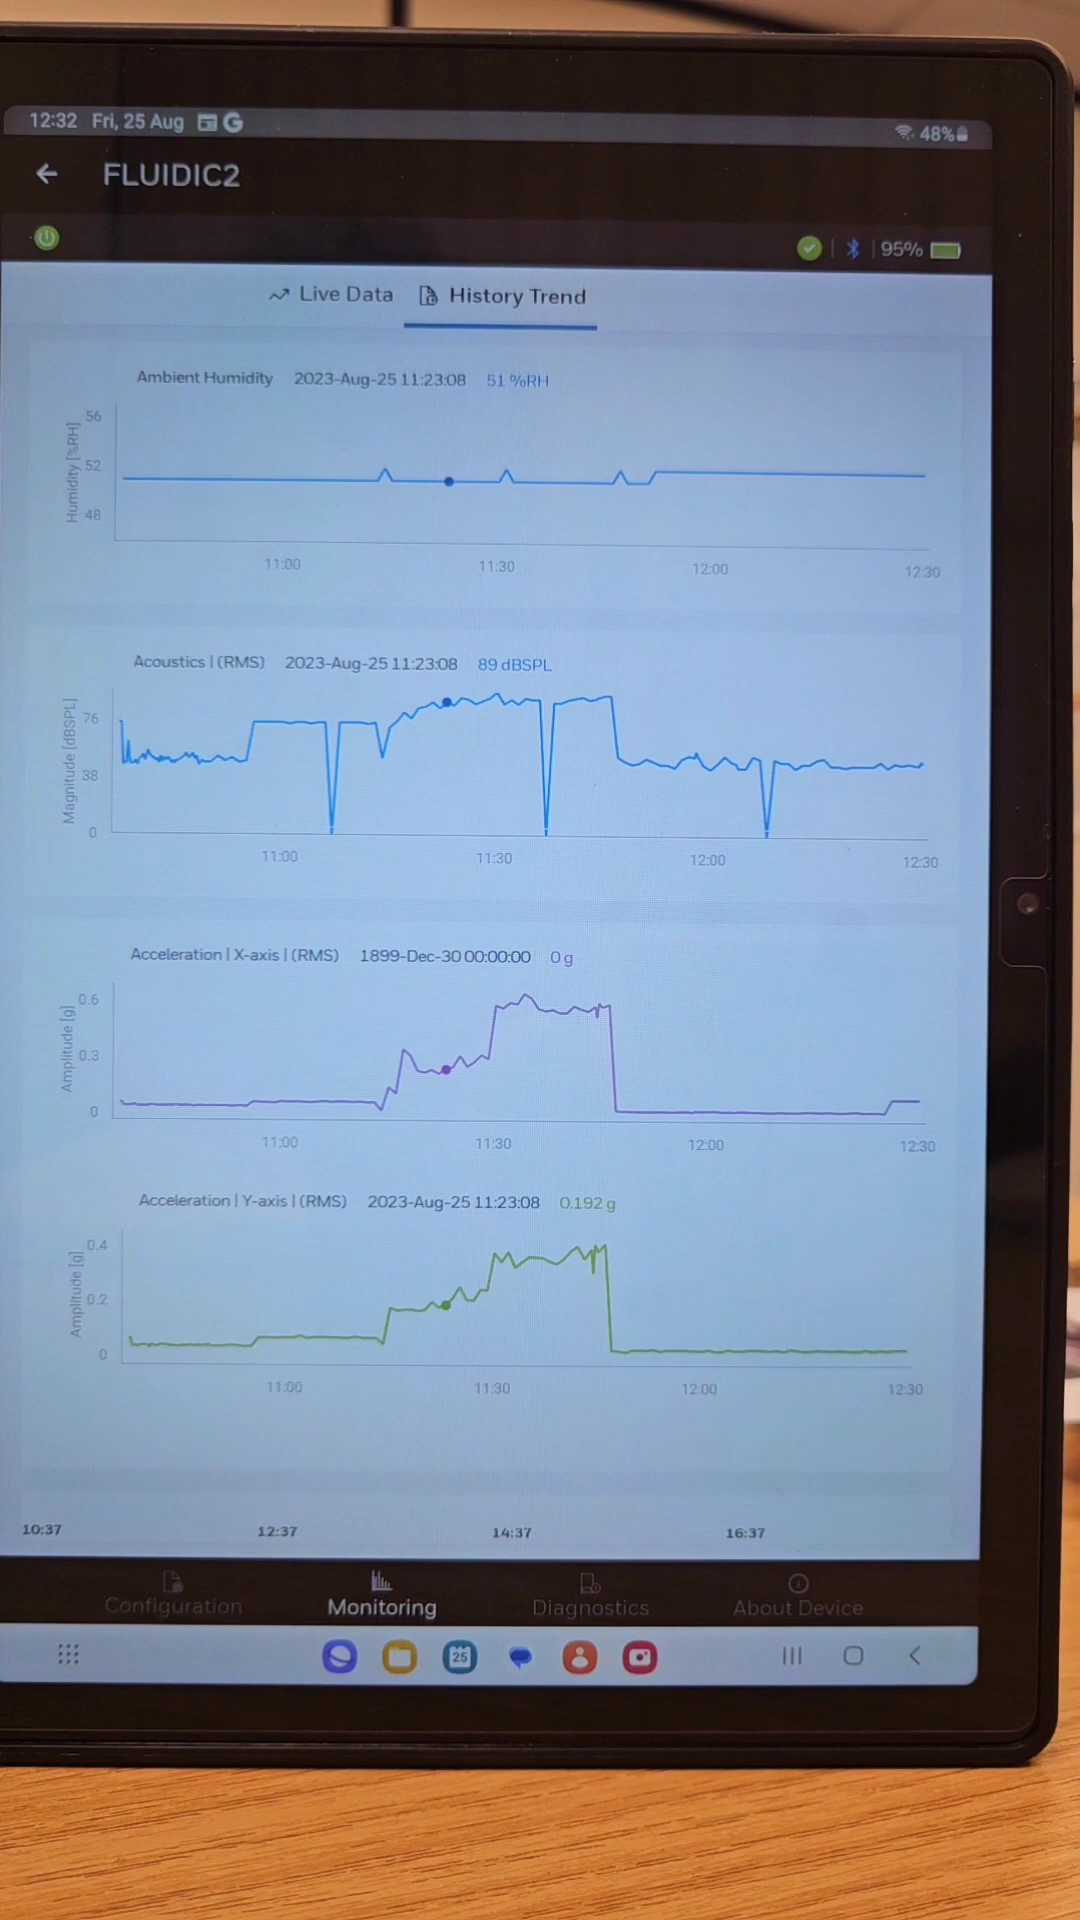 12:32 Fri, 25 Aug G 48%
FLUIDIC2
95%
Live Data History Trend
Ambient Humidity 2023-Aug-25 11:23:08 51 %RH
Humidity [%RH]
56
52
48
11:00 11:30 12:00 12:30
Acoustics | (RMS) 2023-Aug-25 11:23:08 89 dBSPL
Magnitude [dBSPL]
76
38
0
11:00 11:30 12:00 12:30
Acceleration | X-axis | (RMS) 1899-Dec-30 00:00:00 0 g
Amplitude [g]
0.6
0.3
0
11:00 11:30 12:00 12:30
Acceleration | Y-axis | (RMS) 2023-Aug-25 11:23:08 0.192 g
Amplitude [g]
0.4
0.2
0
11:00 11:30 12:00 12:30
10:37 12:37 14:37 16:37
Configuration Monitoring Diagnostics About Device
25